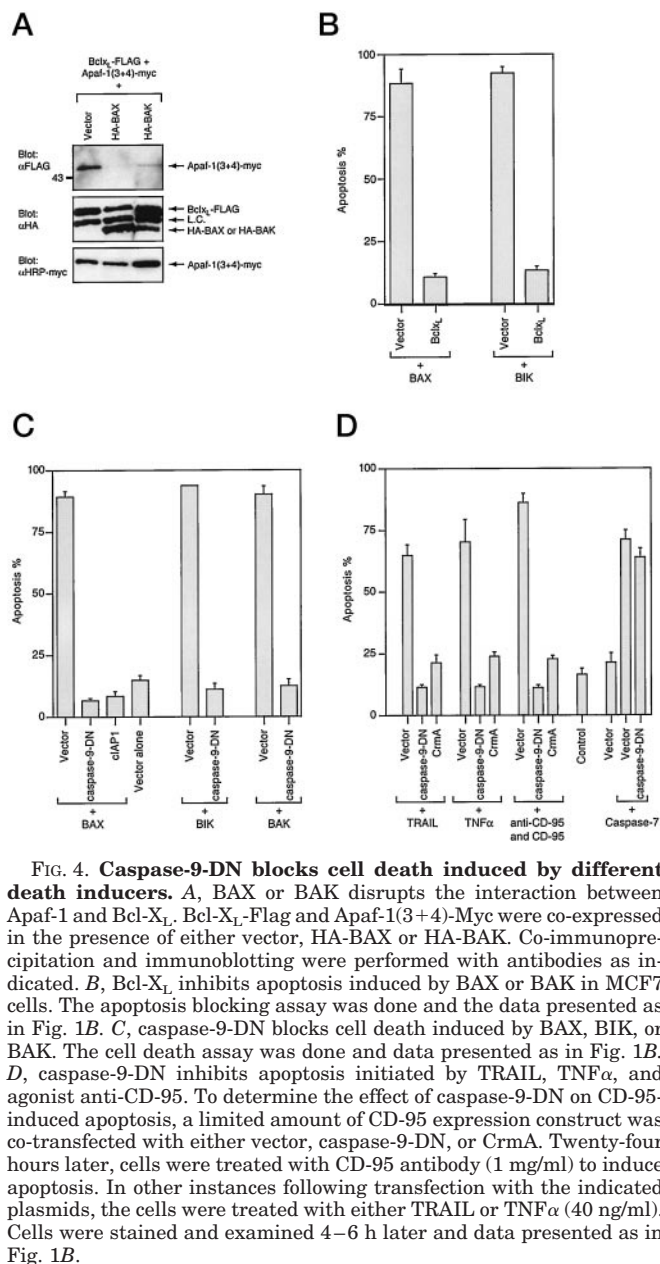 A
Bclx_L-FLAG +
Apaf-1(3+4)-myc
+
Vector
HA-BAX
HA-BAK
Blot:
αFLAG
43
Apaf-1(3+4)-myc
Blot:
αHA
Bclx_L-FLAG
L.C.
HA-BAX or HA-BAK
Blot:
αHRP-myc
Apaf-1(3+4)-myc
B
Apoptosis %
100
75
50
25
0
Vector
Bclx_L
Vector
Bclx_L
+
BAX
+
BIK
C
Apoptosis %
100
75
50
25
0
Vector
caspase-9-DN
cIAP1
Vector alone
Vector
caspase-9-DN
Vector
caspase-9-DN
+
BAX
+
BIK
+
BAK
D
Apoptosis %
100
75
50
25
0
Vector
caspase-9-DN
CrmA
Vector
caspase-9-DN
CrmA
Vector
caspase-9-DN
CrmA
Control
Vector
Vector
caspase-9-DN
+
TRAIL
+
TNFα
+
anti-CD-95
and CD-95
+
Caspase-7
FIG. 4. Caspase-9-DN blocks cell death induced by different
death inducers. A, BAX or BAK disrupts the interaction between
Apaf-1 and Bcl-X_L. Bcl-X_L-Flag and Apaf-1(3+4)-Myc were co-expressed
in the presence of either vector, HA-BAX or HA-BAK. Co-immunopre-
cipitation and immunoblotting were performed with antibodies as in-
dicated. B, Bcl-X_L inhibits apoptosis induced by BAX or BAK in MCF7
cells. The apoptosis blocking assay was done and the data presented as
in Fig. 1B. C, caspase-9-DN blocks cell death induced by BAX, BIK, or
BAK. The cell death assay was done and data presented as in Fig. 1B.
D, caspase-9-DN inhibits apoptosis initiated by TRAIL, TNFα, and
agonist anti-CD-95. To determine the effect of caspase-9-DN on CD-95-
induced apoptosis, a limited amount of CD-95 expression construct was
co-transfected with either vector, caspase-9-DN, or CrmA. Twenty-four
hours later, cells were treated with CD-95 antibody (1 mg/ml) to induce
apoptosis. In other instances following transfection with the indicated
plasmids, the cells were treated with either TRAIL or TNFα (40 ng/ml).
Cells were stained and examined 4–6 h later and data presented as in
Fig. 1B.